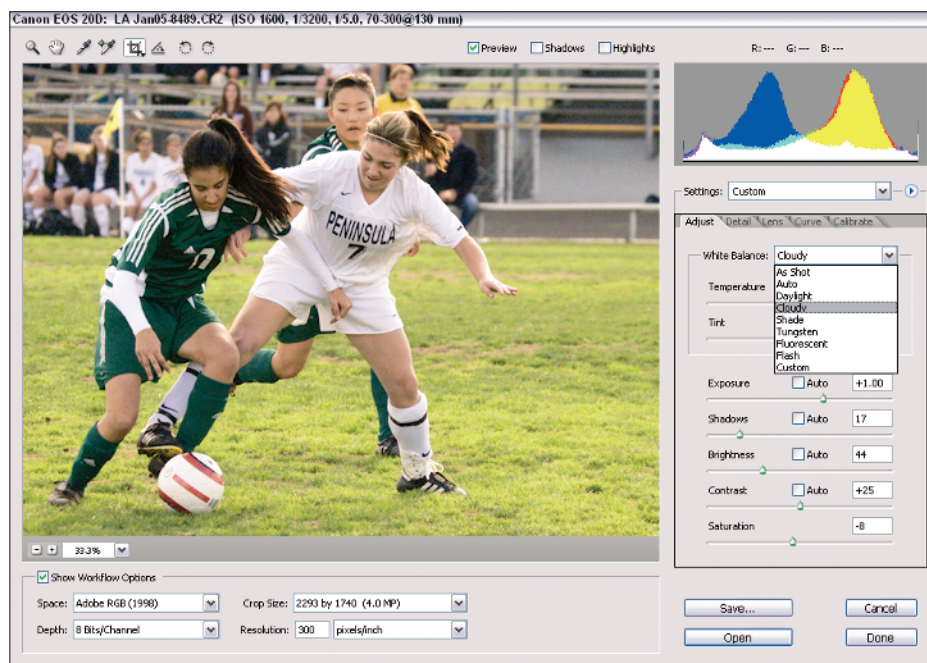 Canon EOS 20D: LA Jan05-8489.CR2 (ISO 1600, 1/3200, f/5.0, 70-300@130 mm)
Preview Shadows Highlights
R: --- G: --- B: ---
PENINSULA
7
Settings: Custom
Adjust Detail Lens Curve Calibrate
White Balance: Cloudy
As Shot
Auto
Daylight
Cloudy
Shade
Tungsten
Fluorescent
Flash
Custom
Temperature
Tint
Exposure Auto +1.00
Shadows Auto 17
Brightness Auto 44
Contrast Auto +25
Saturation -8
33.3%
Show Workflow Options
Space: Adobe RGB (1998) Crop Size: 2293 by 1740 (4.0 MP)
Depth: 8 Bits/Channel Resolution: 300 pixels/inch
Save... Cancel
Open Done